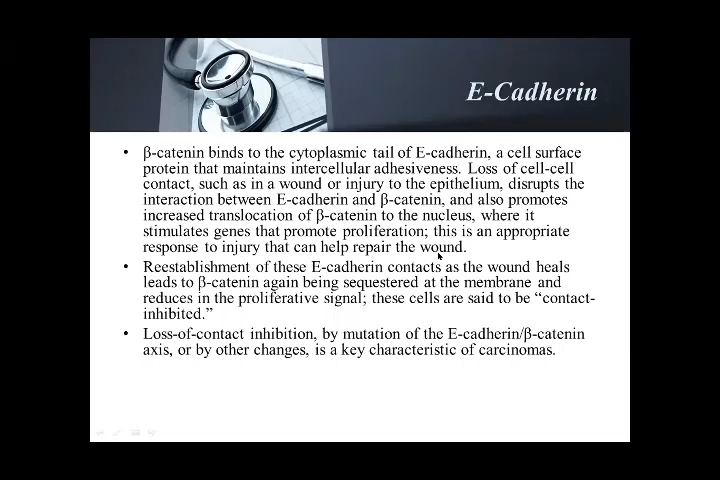 E-Cadherin
• β-catenin binds to the cytoplasmic tail of E-cadherin, a cell surface
protein that maintains intercellular adhesiveness. Loss of cell-cell
contact, such as in a wound or injury to the epithelium, disrupts the
interaction between E-cadherin and β-catenin, and also promotes
increased translocation of β-catenin to the nucleus, where it
stimulates genes that promote proliferation; this is an appropriate
response to injury that can help repair the wound.
• Reestablishment of these E-cadherin contacts as the wound heals
leads to β-catenin again being sequestered at the membrane and
reduces in the proliferative signal; these cells are said to be “contact-
inhibited.”
• Loss-of-contact inhibition, by mutation of the E-cadherin/β-catenin
axis, or by other changes, is a key characteristic of carcinomas.